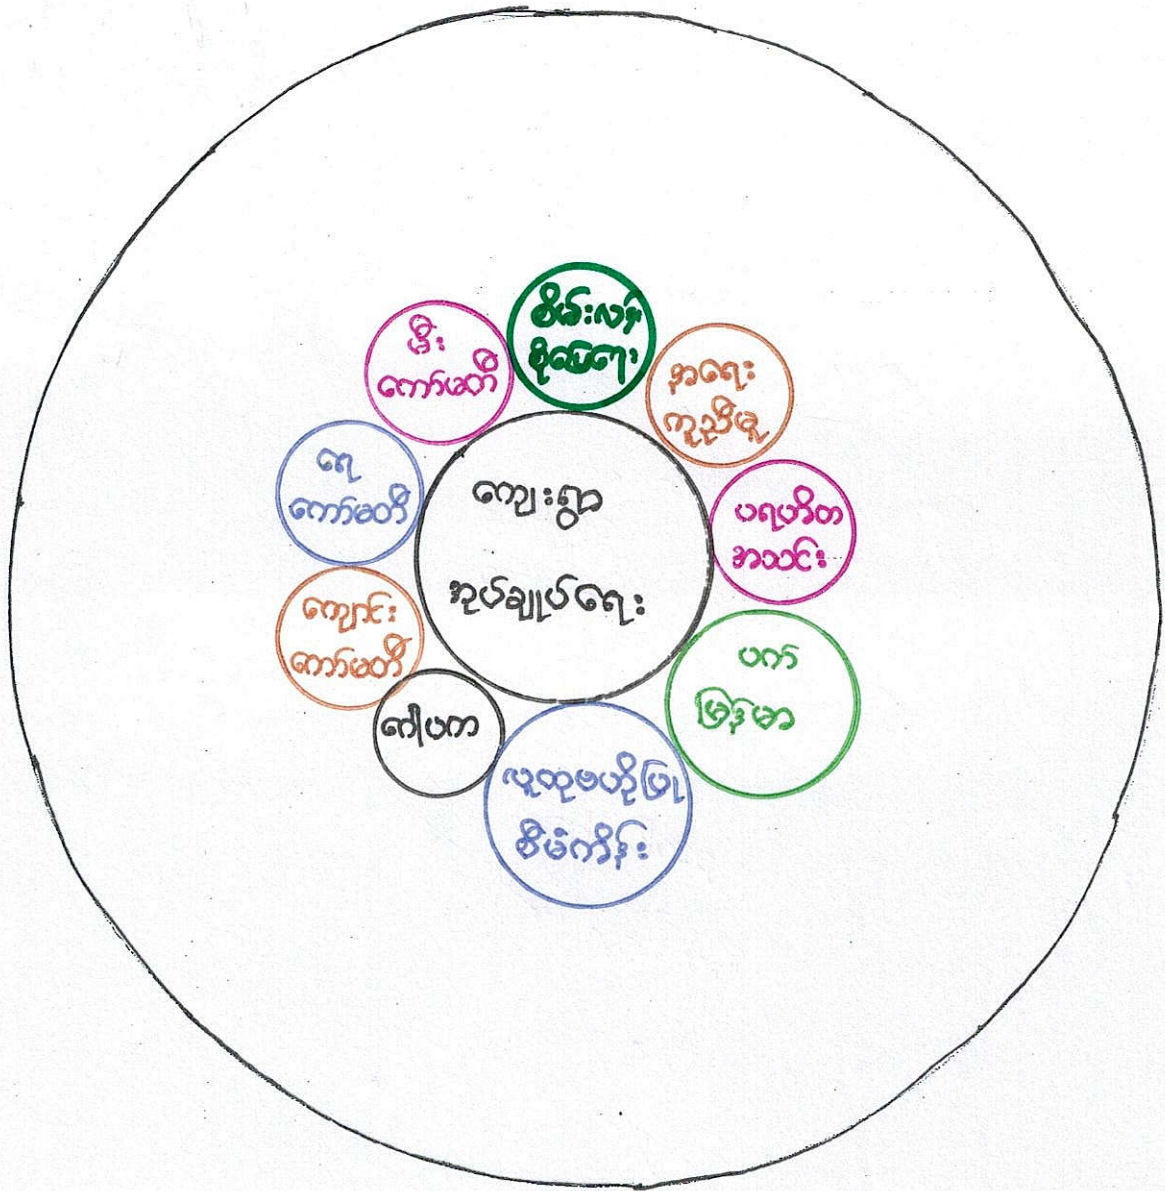 စိမ်းလန်း
စိုပြေရေး
မီး
ကော်မတီ
အရေး
ကူညီမှု
ရေ
ကော်မတီ
ကျေးရွာ
အုပ်ချုပ်ရေး
ပရဟိတ
အသင်း
ကျောင်း
ကော်မတီ
ပက်
မြန်မာ
ဂေါပက
လူထုဗဟိုပြု
စီမံကိန်း